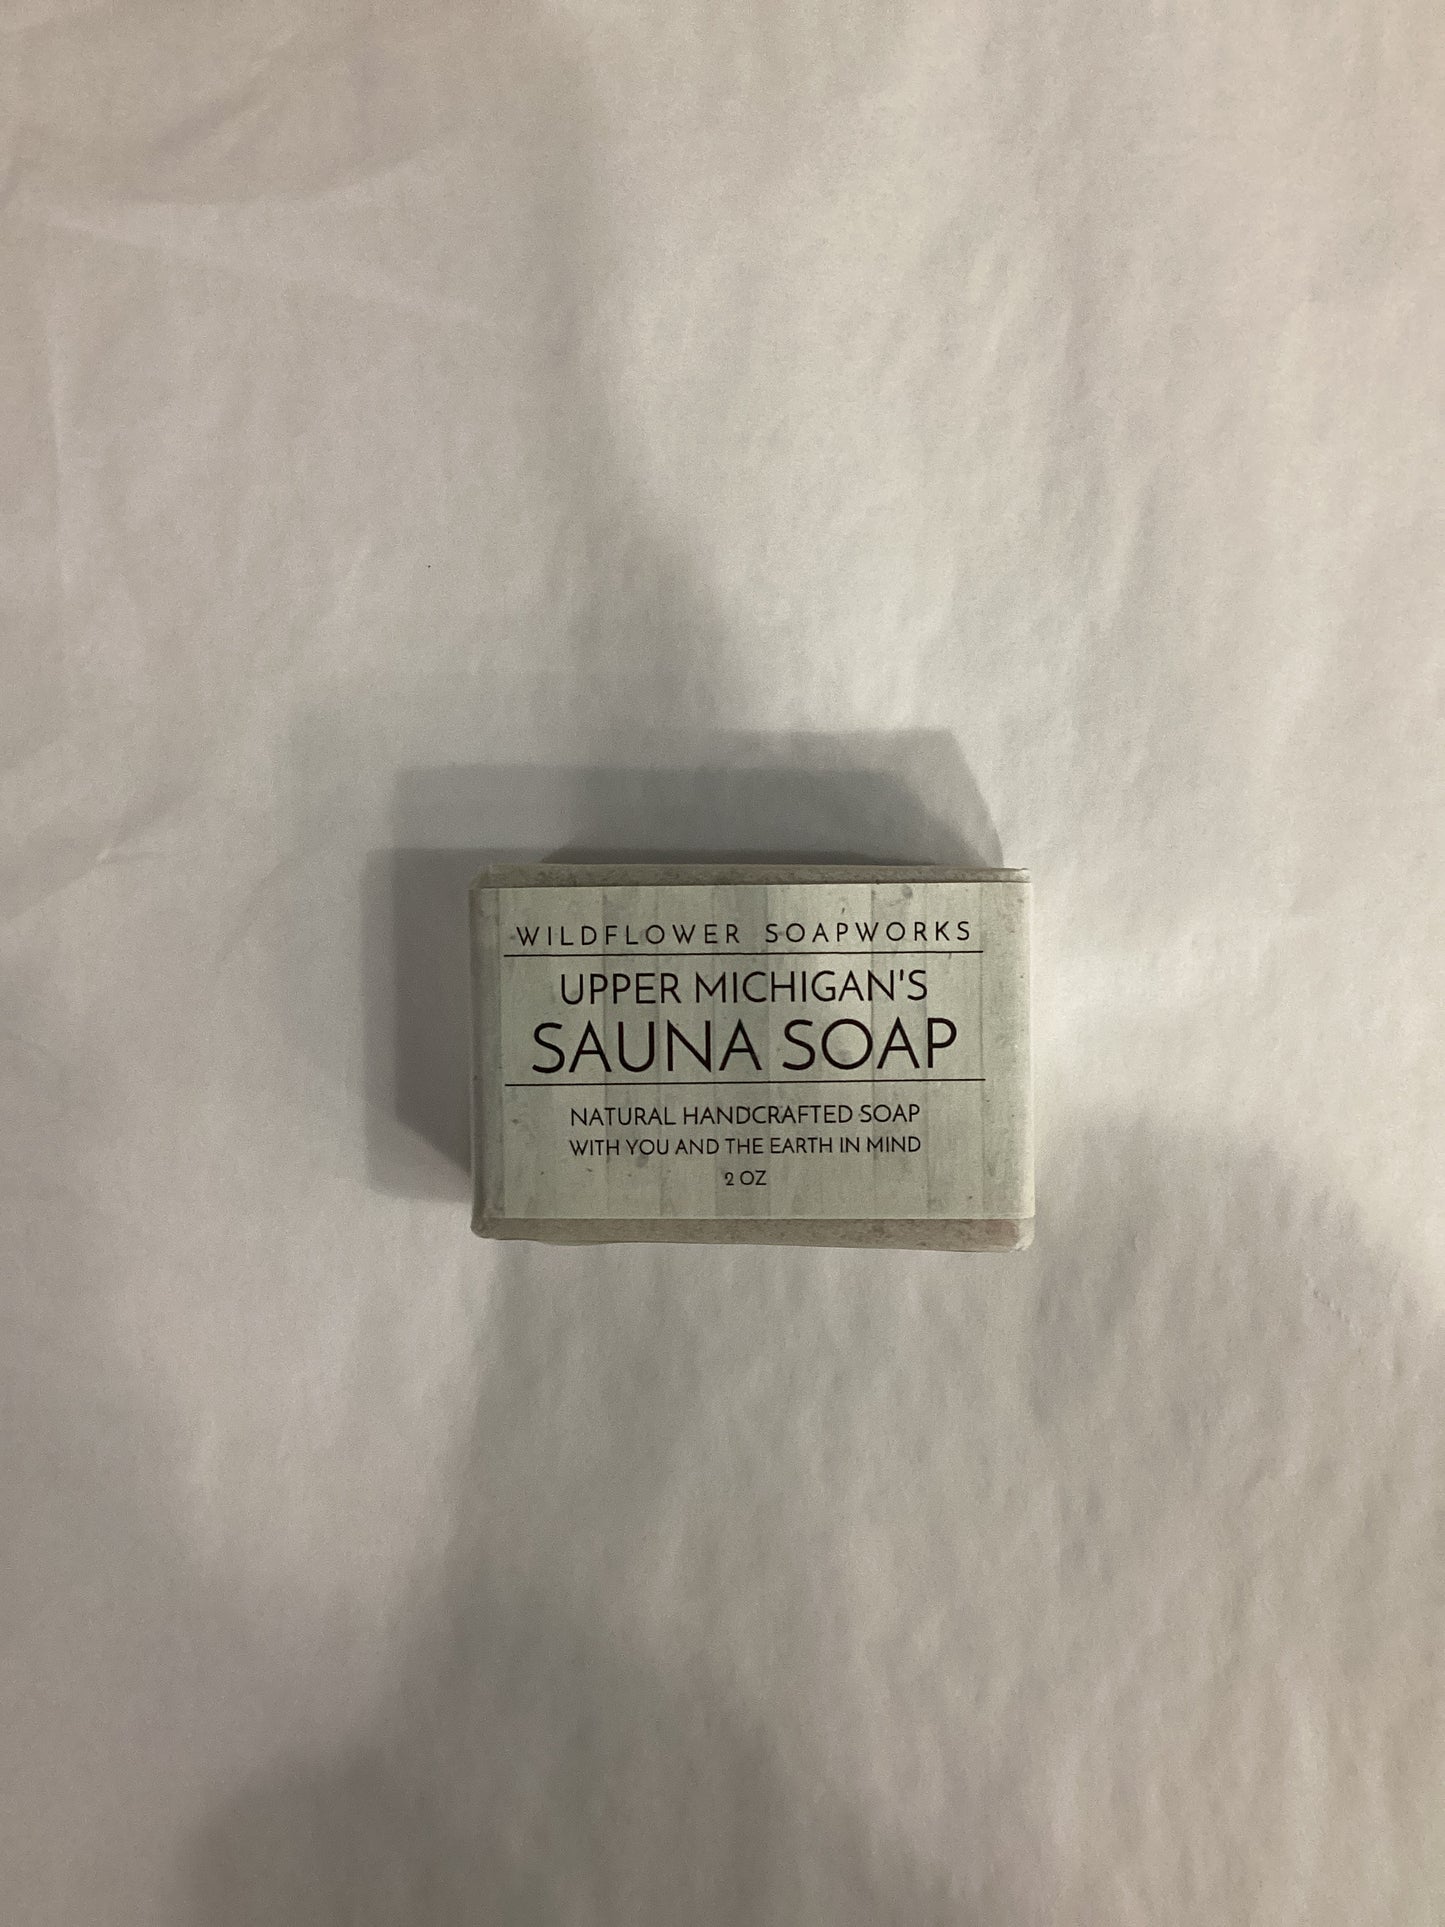 WILDFLOWER SOAPWORKS
UPPER MICHIGAN'S
SAUNA SOAP
NATURAL HANDCRAFTED SOAP
WITH YOU AND THE EARTH IN MIND
2 OZ